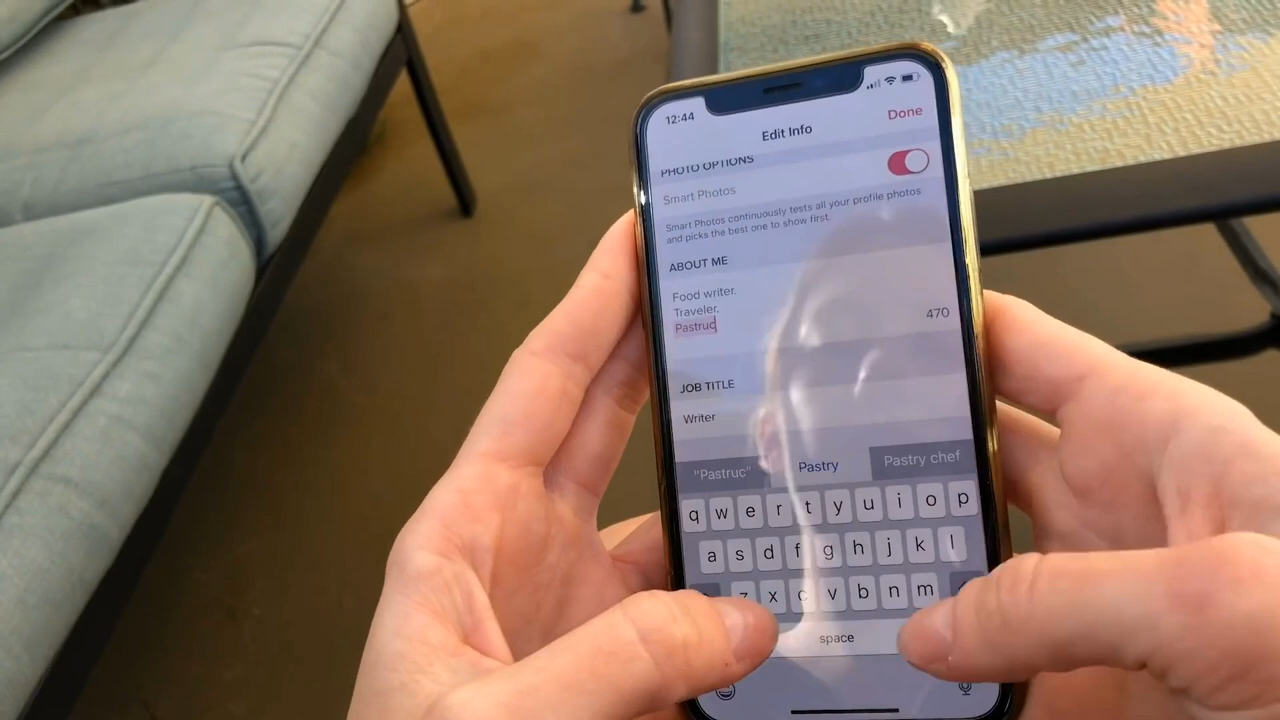 12:44
Edit Info
Done
PHOTO OPTIONS
Smart Photos
Smart Photos continuously tests all your profile photos
and picks the best one to show first.
ABOUT ME
Food writer.
Traveler.
Pastruc
470
JOB TITLE
Writer
"Pastruc" Pastry Pastry chef
q w e r t y u i o p
a s d f g h j k l
z x c v b n m
space